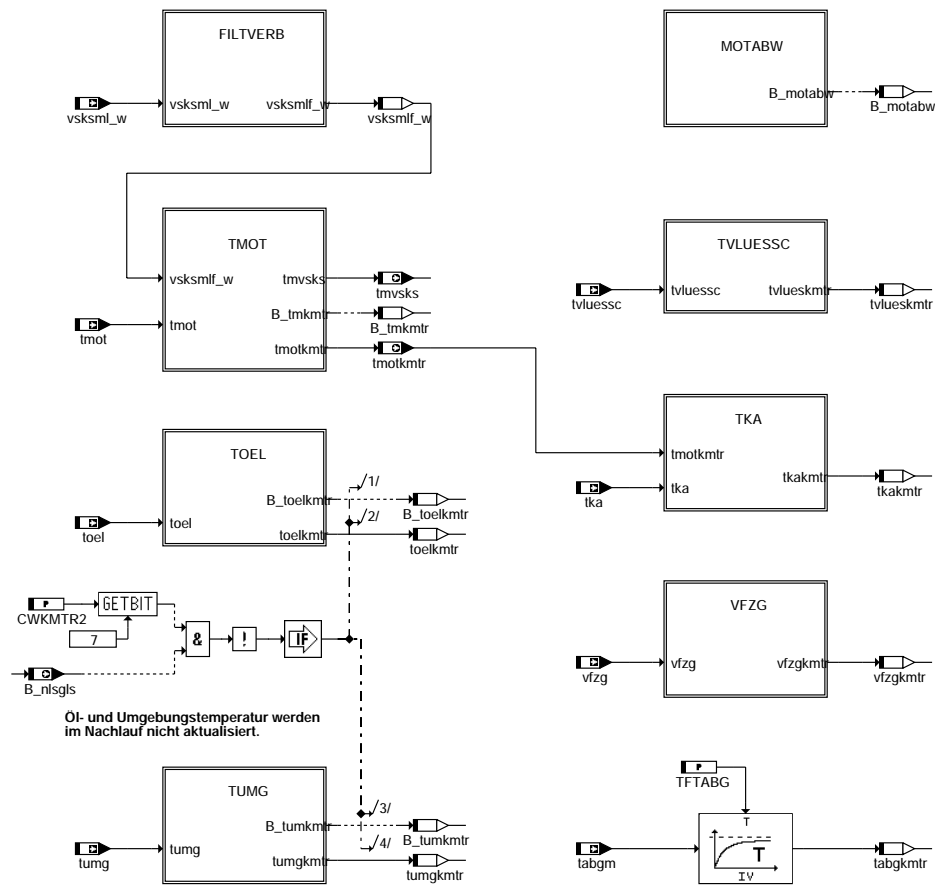 FILTVERB
vsksml_w
vsksml_w
vsksmlf_w
vsksmlf_w
MOTABW
B_motabw
B_motabw
TMOT
vsksmlf_w
tmvsks
tmvsks
tmot
tmot
B_tmkmtr
B_tmkmtr
tmotkmtr
tmotkmtr
TVLUESSC
tvluessc
tvluessc
tvlueskmtr
tvlueskmtr
TKA
tmotkmtr
tka
tka
tkakmtr
tkakmtr
TOEL
toel
toel
B_toelkmtr
B_toelkmtr
toelkmtr
toelkmtr
/1/
/2/
P
CWKMTR2
GETBIT
7
&
!
IF
B_nlsgls
Öl- und Umgebungstemperatur werden
im Nachlauf nicht aktualisiert.
VFZG
vfzg
vfzg
vfzgkmtr
vfzgkmtr
TUMG
tumg
tumg
B_tumkmtr
B_tumkmtr
tumgkmtr
tumgkmtr
/3/
/4/
P
TFTABG
T
T
IV
tabgm
tabgkmtr